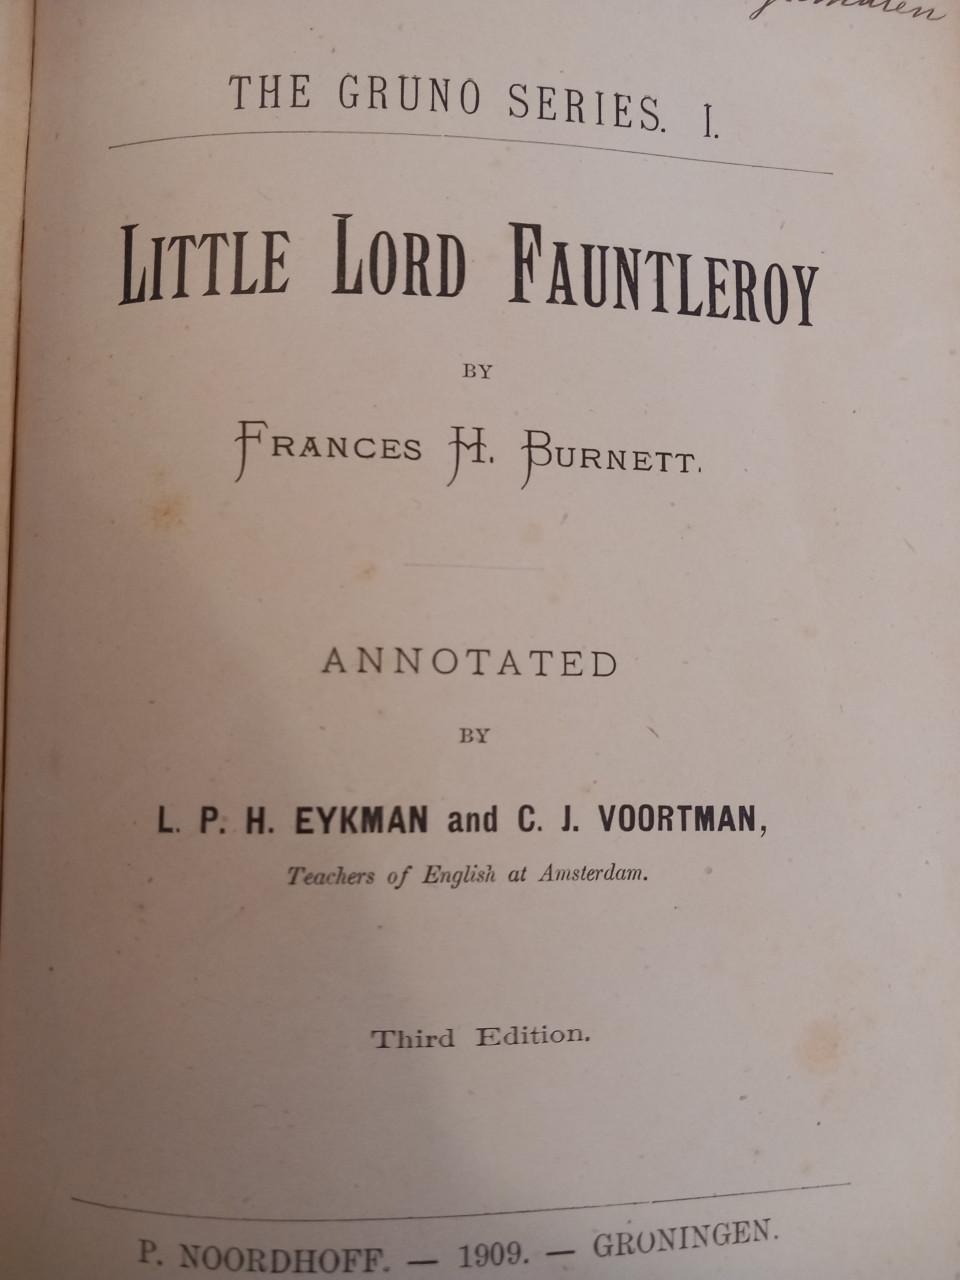 THE GRUNO SERIES. I.
LITTLE LORD FAUNTLEROY
BY
FRANCES H. BURNETT.
ANNOTATED
BY
L. P. H. EYKMAN and C. J. VOORTMAN,
Teachers of English at Amsterdam.
Third Edition.
P. NOORDHOFF. — 1909. — GRONINGEN.